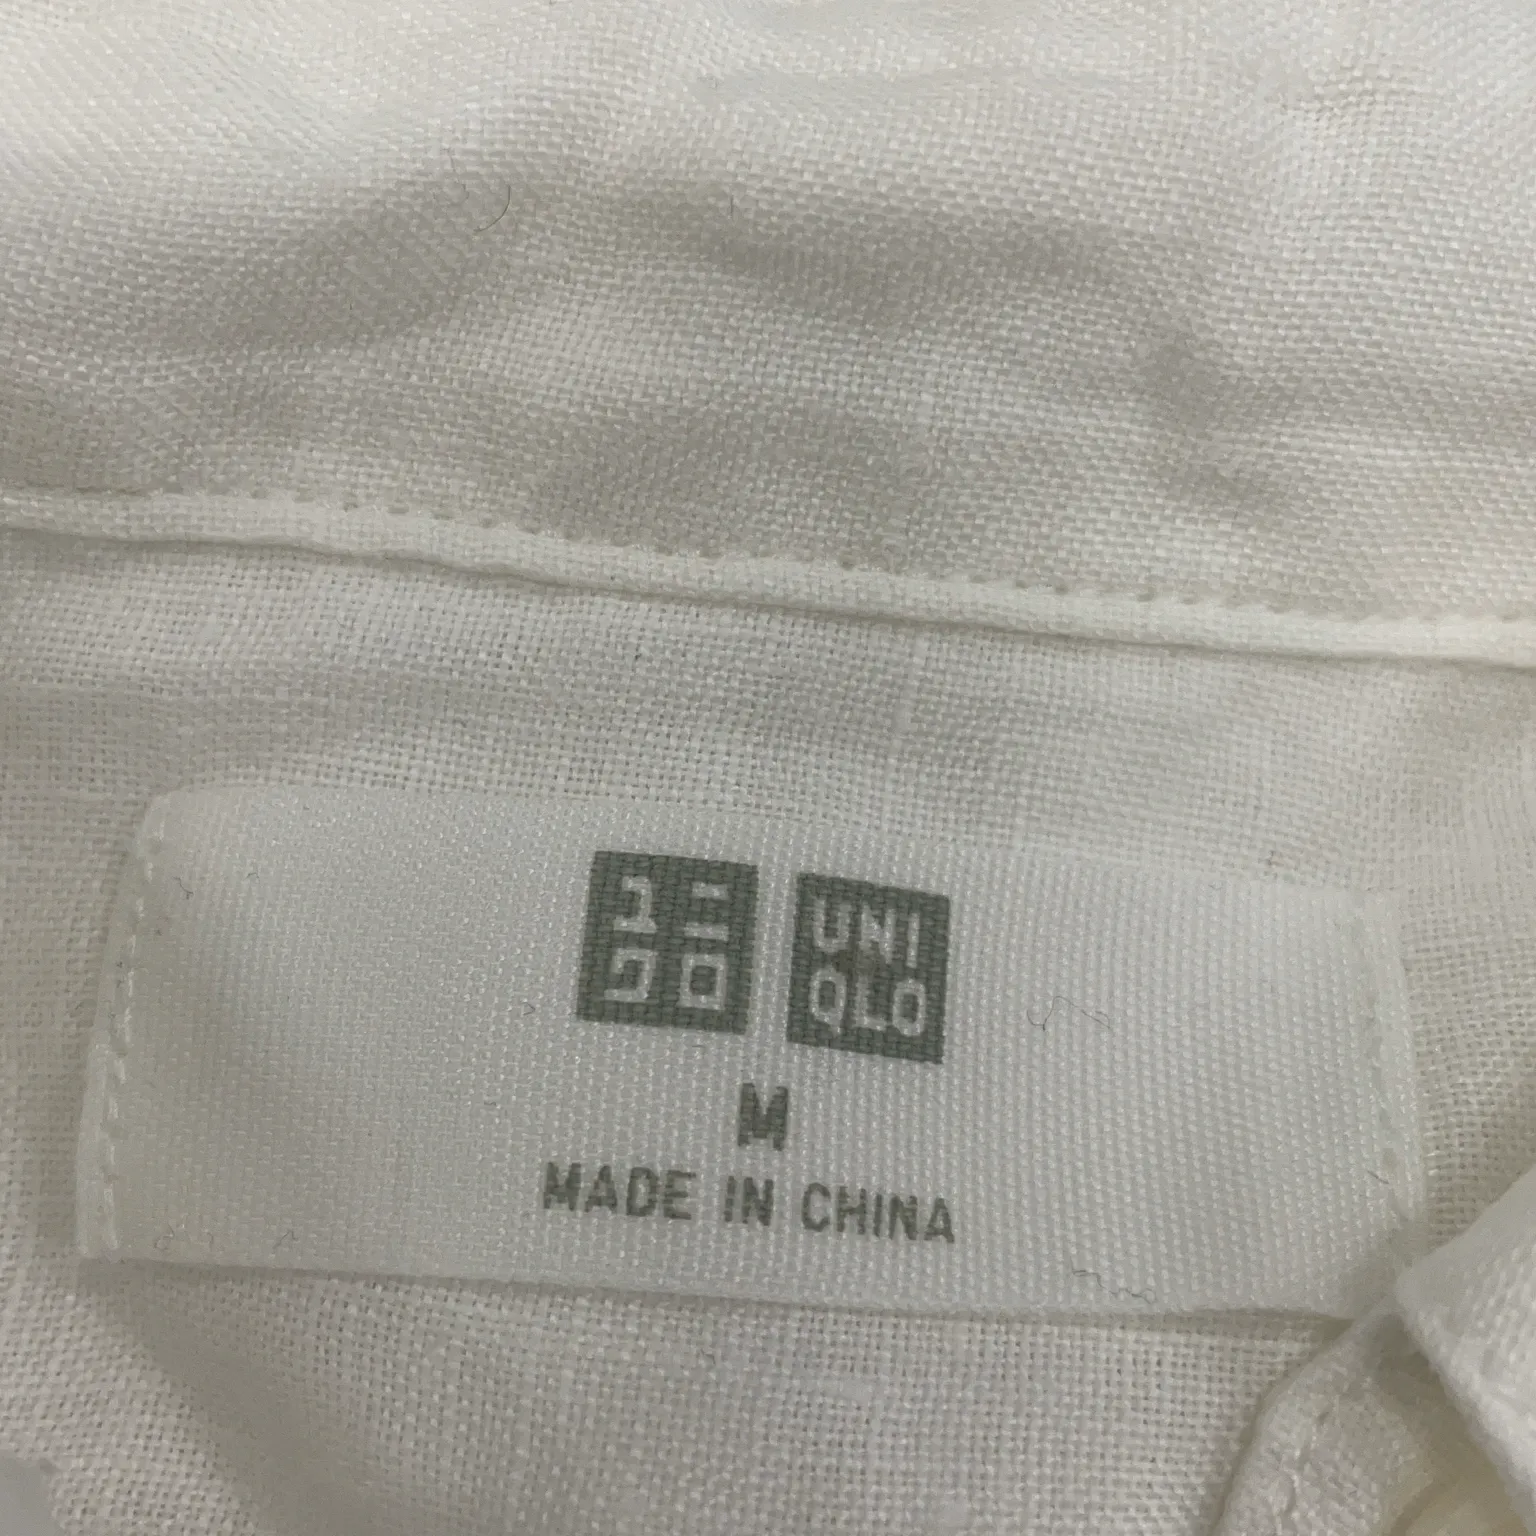 ユニ
クロ
UNI
QLO
M
MADE IN CHINA